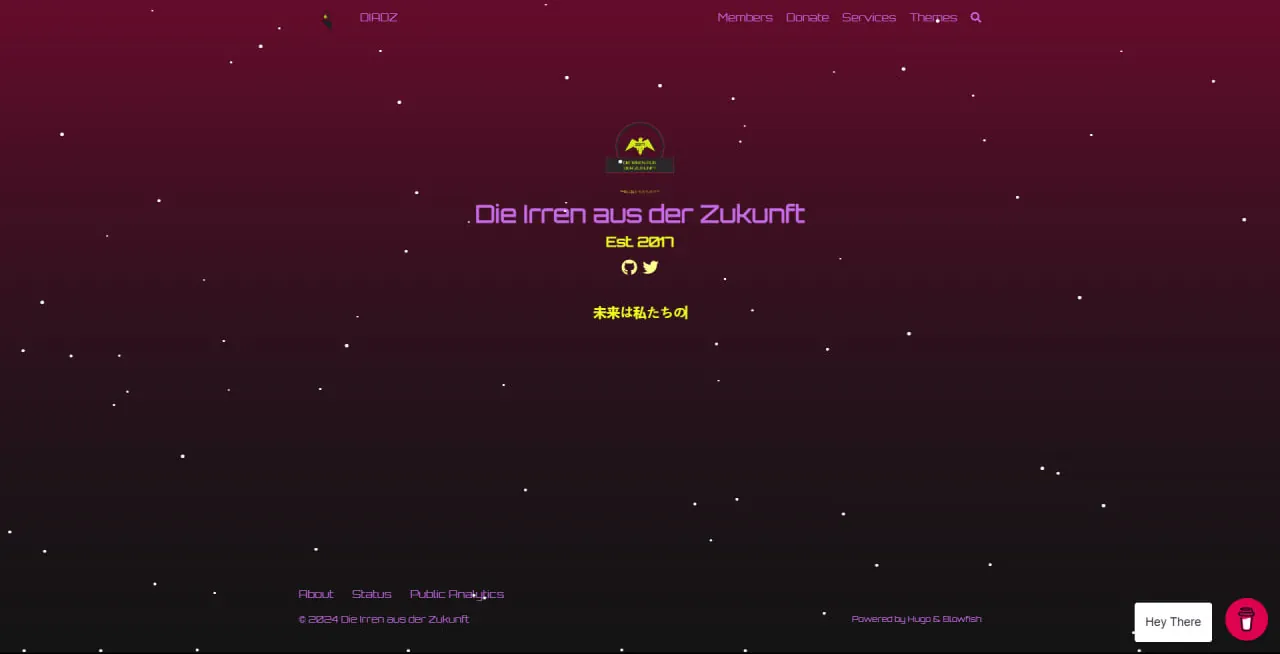 DIADZ
Members Donate Services Themes
Die Irren aus der Zukunft
Est 2017
未来は私たちの
About Status Public Analytics
© 2024 Die Irren aus der Zukunft
Powered by Hugo & Blowfish
Hey There